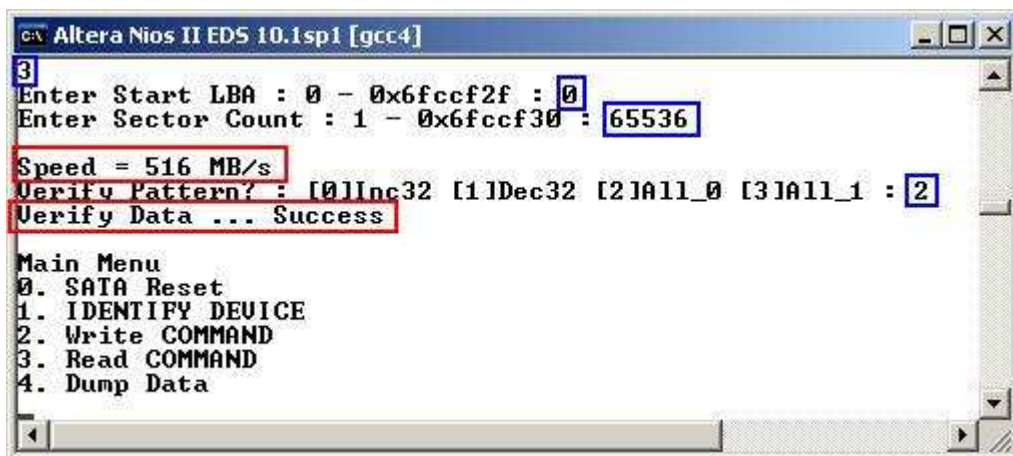 Altera Nios II EDS 10.1sp1 [gcc4]
3
Enter Start LBA : 0 - 0x6fccf2f : 0
Enter Sector Count : 1 - 0x6fccf30 : 65536
Speed = 516 MB/s
Verify Pattern? : [0]Inc32 [1]Dec32 [2]All_0 [3]All_1 : 2
Verify Data ... Success
Main Menu
0. SATA Reset
1. IDENTIFY DEVICE
2. Write COMMAND
3. Read COMMAND
4. Dump Data